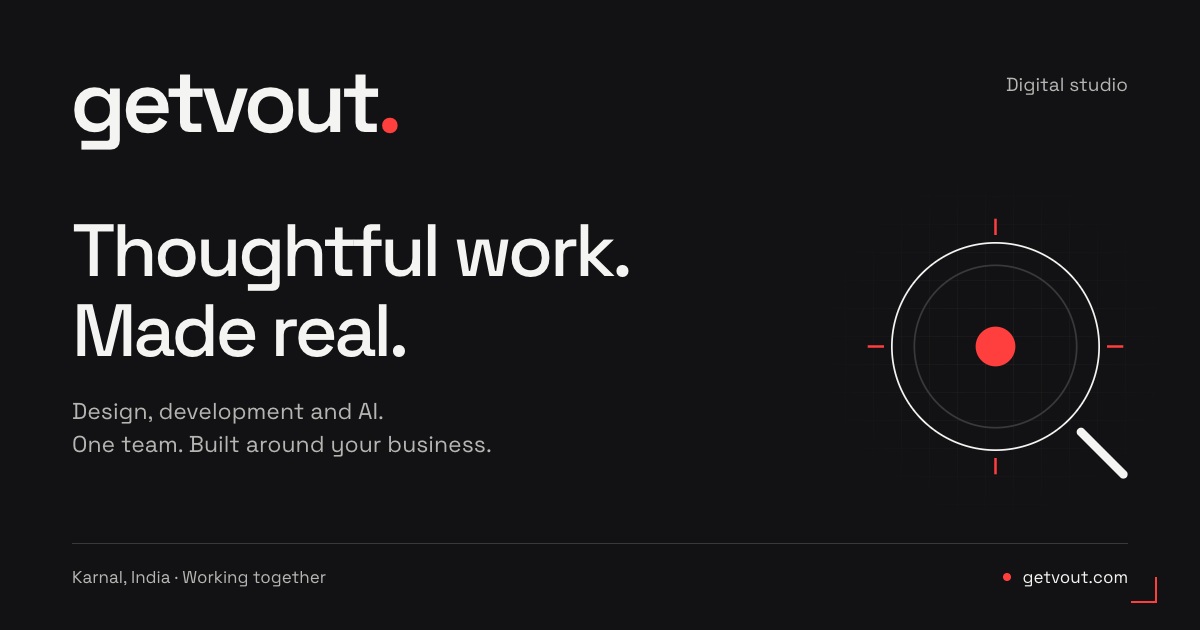 getvout.
Digital studio
Thoughtful work.
Made real.
Design, development and AI.
One team. Built around your business.
Karnal, India · Working together
getvout.com